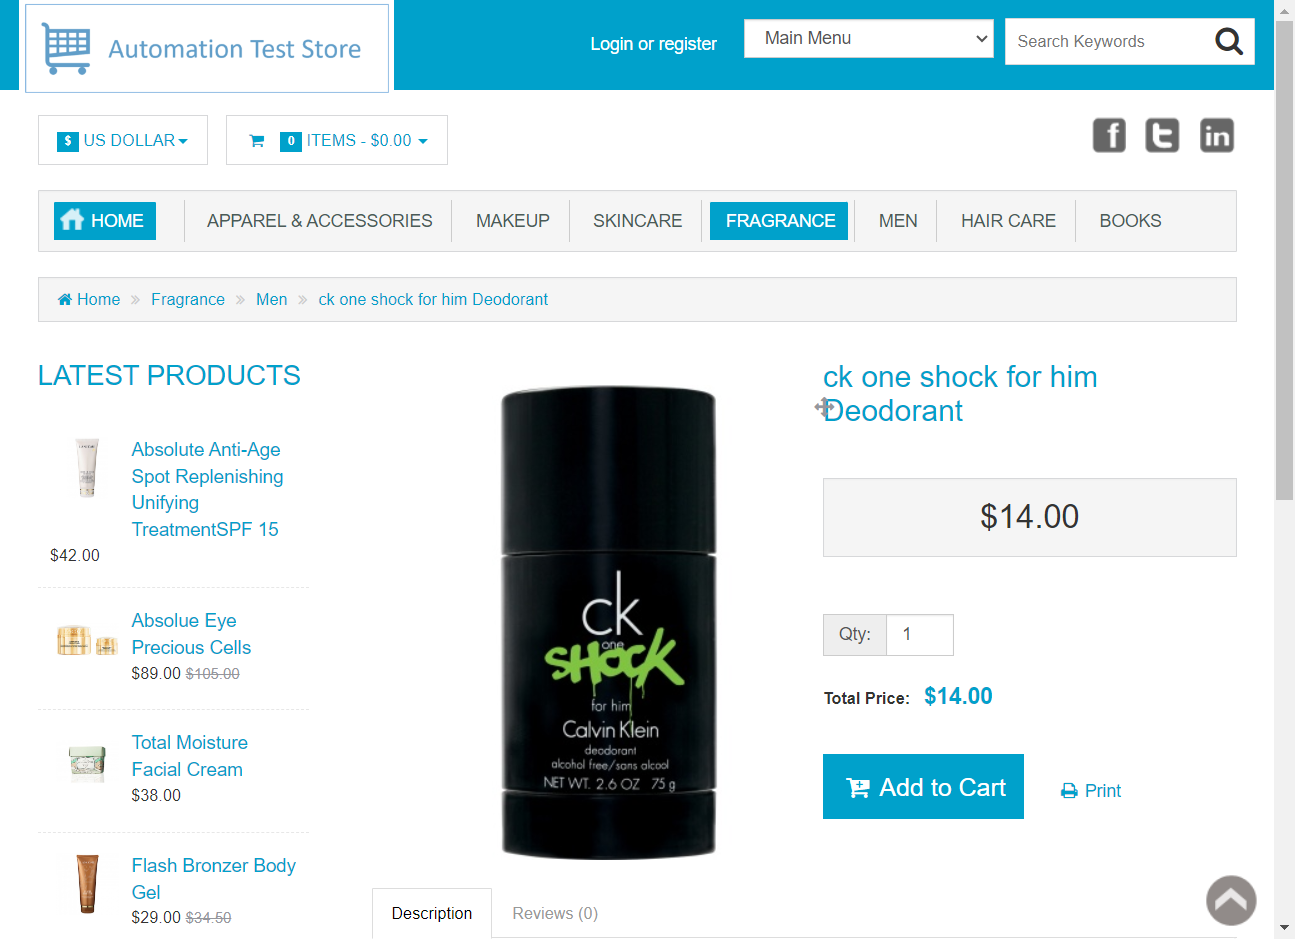 Automation Test Store
Login or register
Main Menu
Search Keywords
$ US DOLLAR
0 ITEMS - $0.00
HOME
APPAREL & ACCESSORIES
MAKEUP
SKINCARE
FRAGRANCE
MEN
HAIR CARE
BOOKS
Home » Fragrance » Men » ck one shock for him Deodorant
LATEST PRODUCTS
Absolute Anti-Age
Spot Replenishing
Unifying
TreatmentSPF 15
$42.00
Absolue Eye
Precious Cells
$89.00 $105.00
Total Moisture
Facial Cream
$38.00
Flash Bronzer Body
Gel
$29.00 $34.50
ck
one
SHOCK
for him
Calvin Klein
deodorant
alcohol free/sans alcool
NET WT. 2.6 OZ 75 g
ck one shock for him
Deodorant
$14.00
Qty: 1
Total Price: $14.00
Add to Cart
Print
Description
Reviews (0)